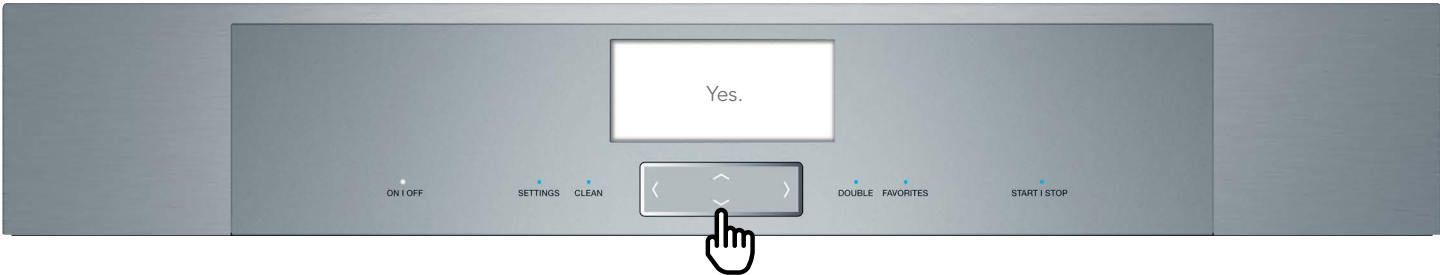 Yes.
ON I OFF
SETTINGS
CLEAN
DOUBLE
FAVORITES
START I STOP